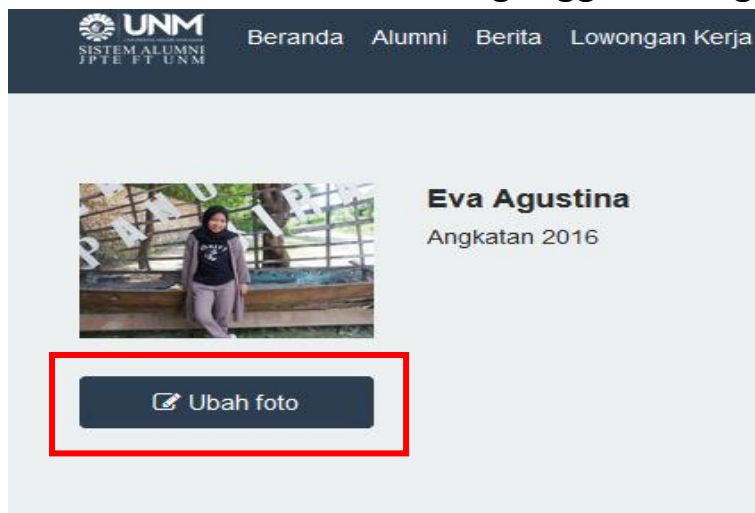 UNM
SISTEM ALUMNI
JPTE FT UNM
Beranda Alumni Berita Lowongan Kerja
Eva Agustina
Angkatan 2016
Ubah foto